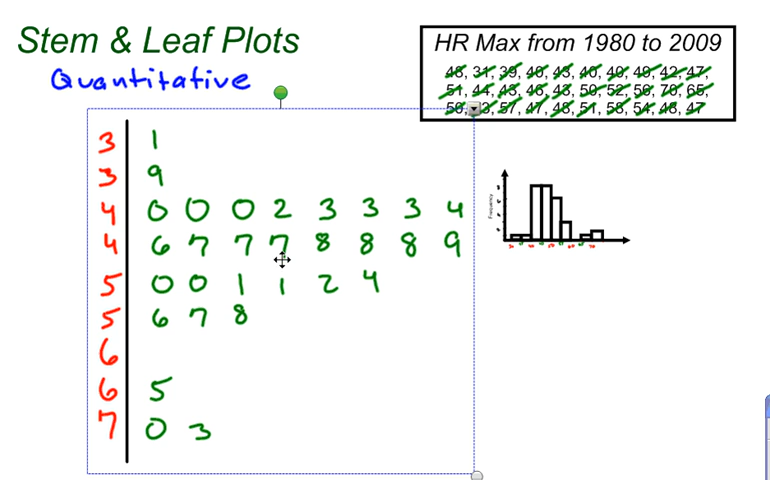 Stem & Leaf Plots
Quantitative
HR Max from 1980 to 2009
48, 31, 39, 40, 43, 40, 40, 49, 42, 47,
51, 44, 43, 46, 43, 50, 52, 56, 70, 65,
50, 57, 47, 48, 51, 58, 54, 48, 47
3 1
3 9
4 0 0 0 2 3 3 3 4
4 6 7 7 7 8 8 8 9
5 0 0 1 1 2 4
5 6 7 8
6
6 5
7 0 3
Frequency